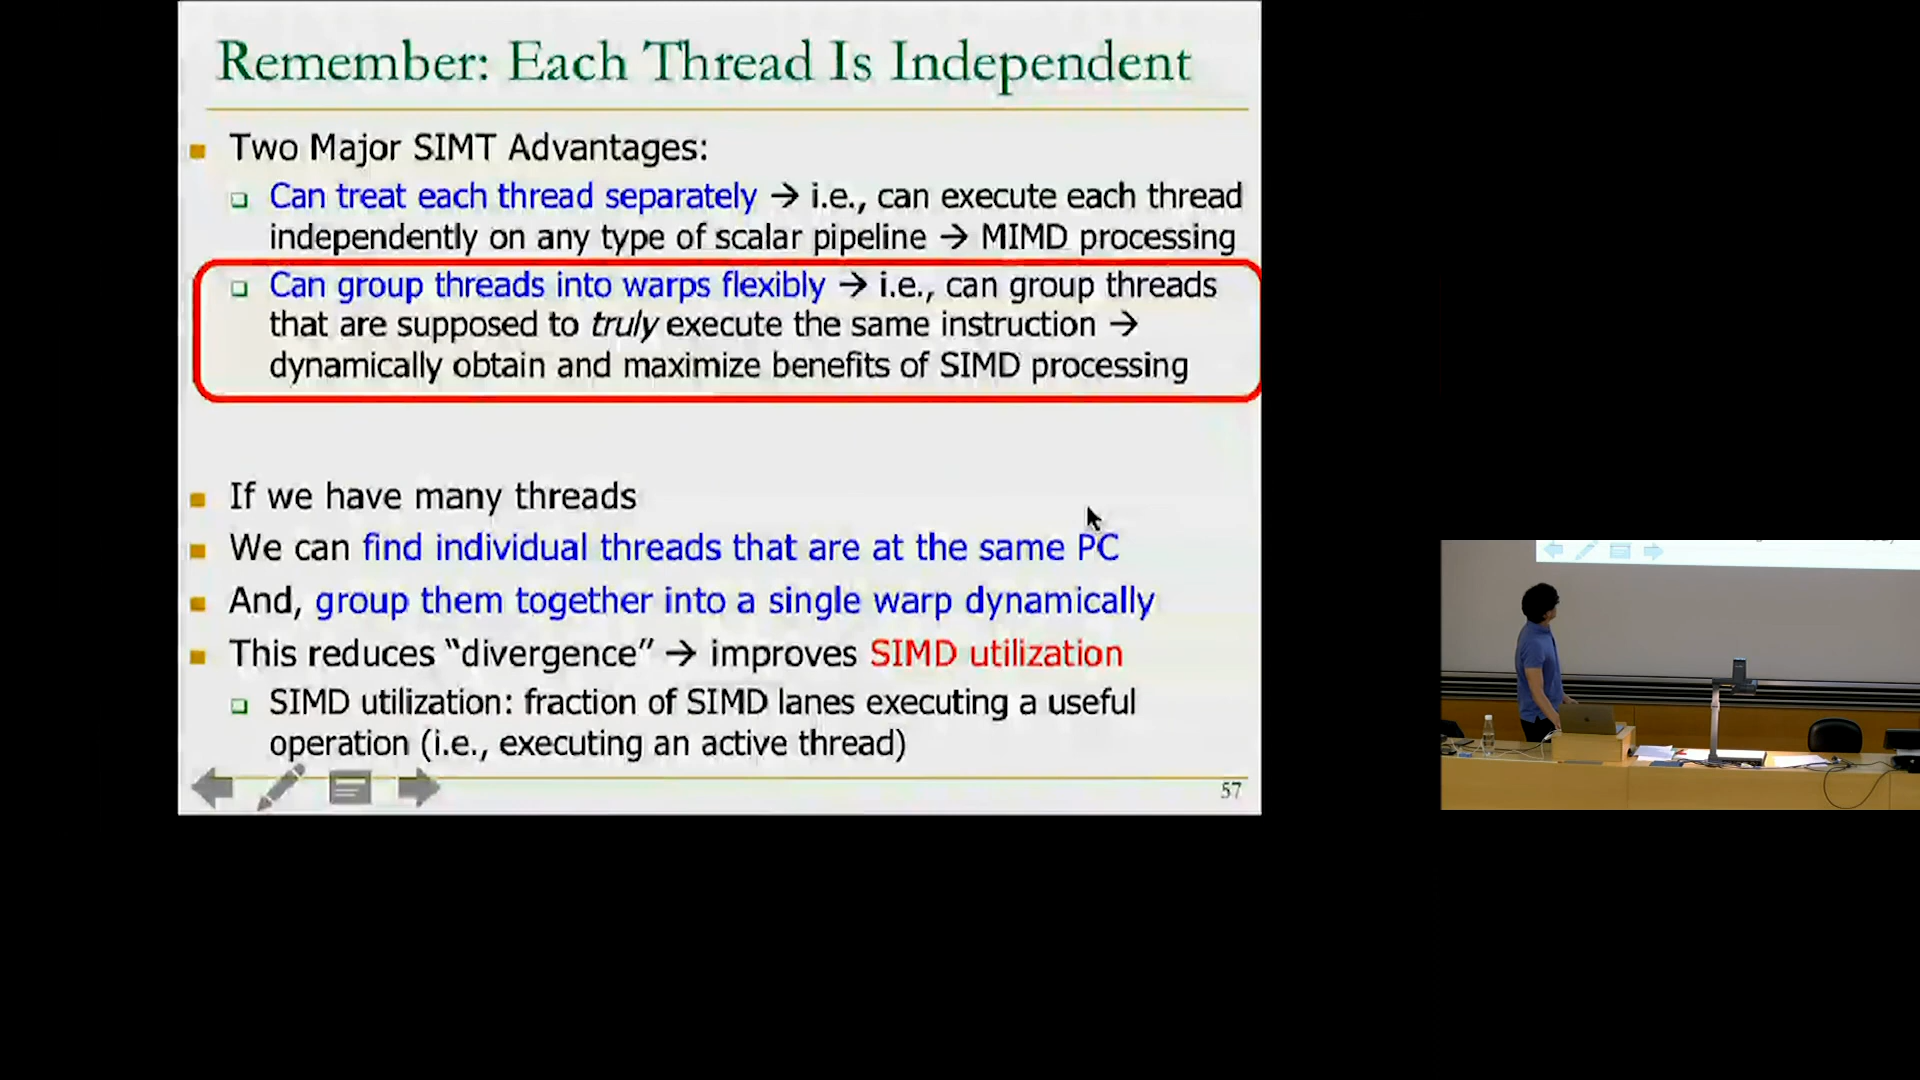 Remember: Each Thread Is Independent
Two Major SIMT Advantages:
Can treat each thread separately → i.e., can execute each thread
independently on any type of scalar pipeline → MIMD processing
Can group threads into warps flexibly → i.e., can group threads
that are supposed to truly execute the same instruction →
dynamically obtain and maximize benefits of SIMD processing
If we have many threads
We can find individual threads that are at the same PC
And, group them together into a single warp dynamically
This reduces “divergence” → improves SIMD utilization
SIMD utilization: fraction of SIMD lanes executing a useful
operation (i.e., executing an active thread)
57